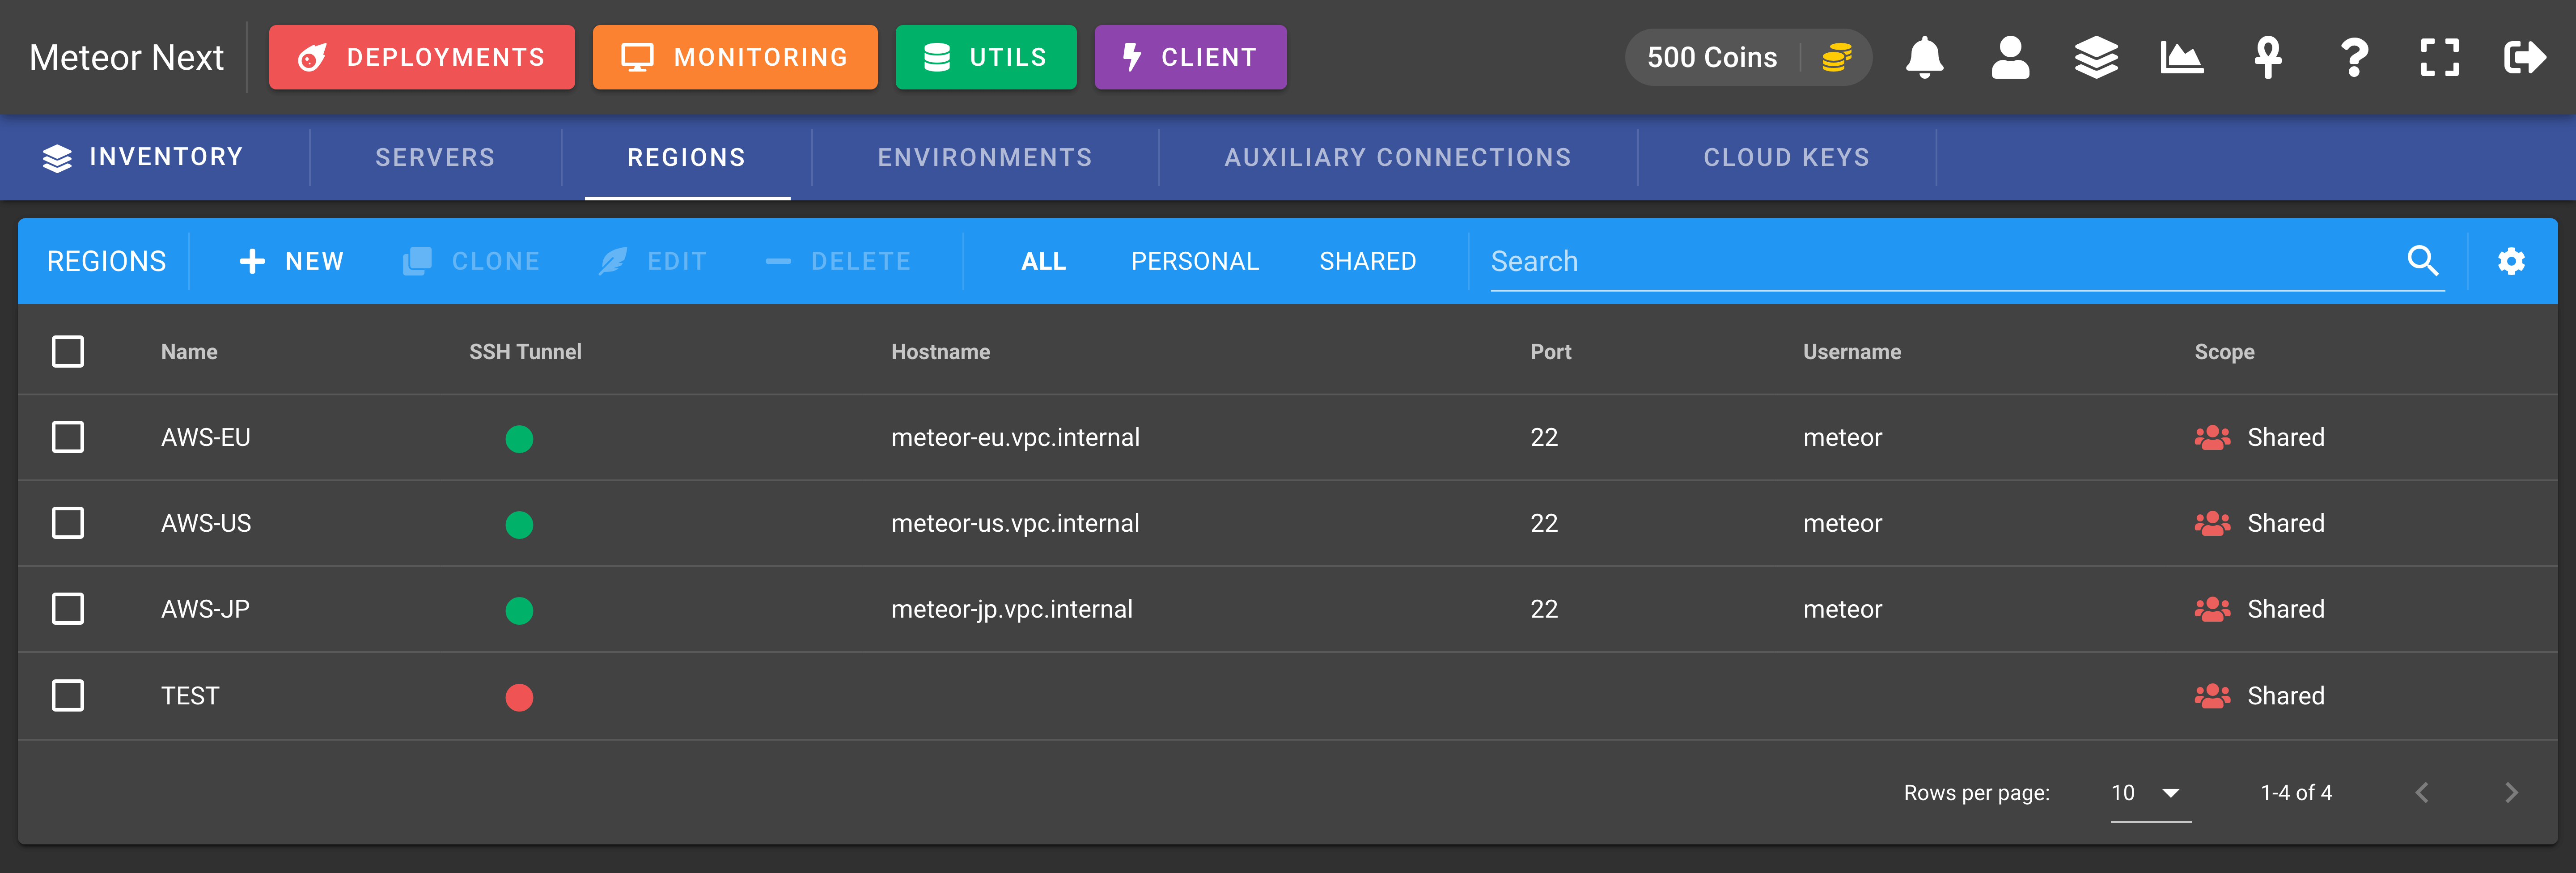 Meteor Next DEPLOYMENTS MONITORING UTILS CLIENT 500 Coins
INVENTORY SERVERS REGIONS ENVIRONMENTS AUXILIARY CONNECTIONS CLOUD KEYS
REGIONS NEW CLONE EDIT DELETE ALL PERSONAL SHARED Search
Name SSH Tunnel Hostname Port Username Scope
AWS-EU meteor-eu.vpc.internal 22 meteor Shared
AWS-US meteor-us.vpc.internal 22 meteor Shared
AWS-JP meteor-jp.vpc.internal 22 meteor Shared
TEST Shared
Rows per page: 10 1-4 of 4